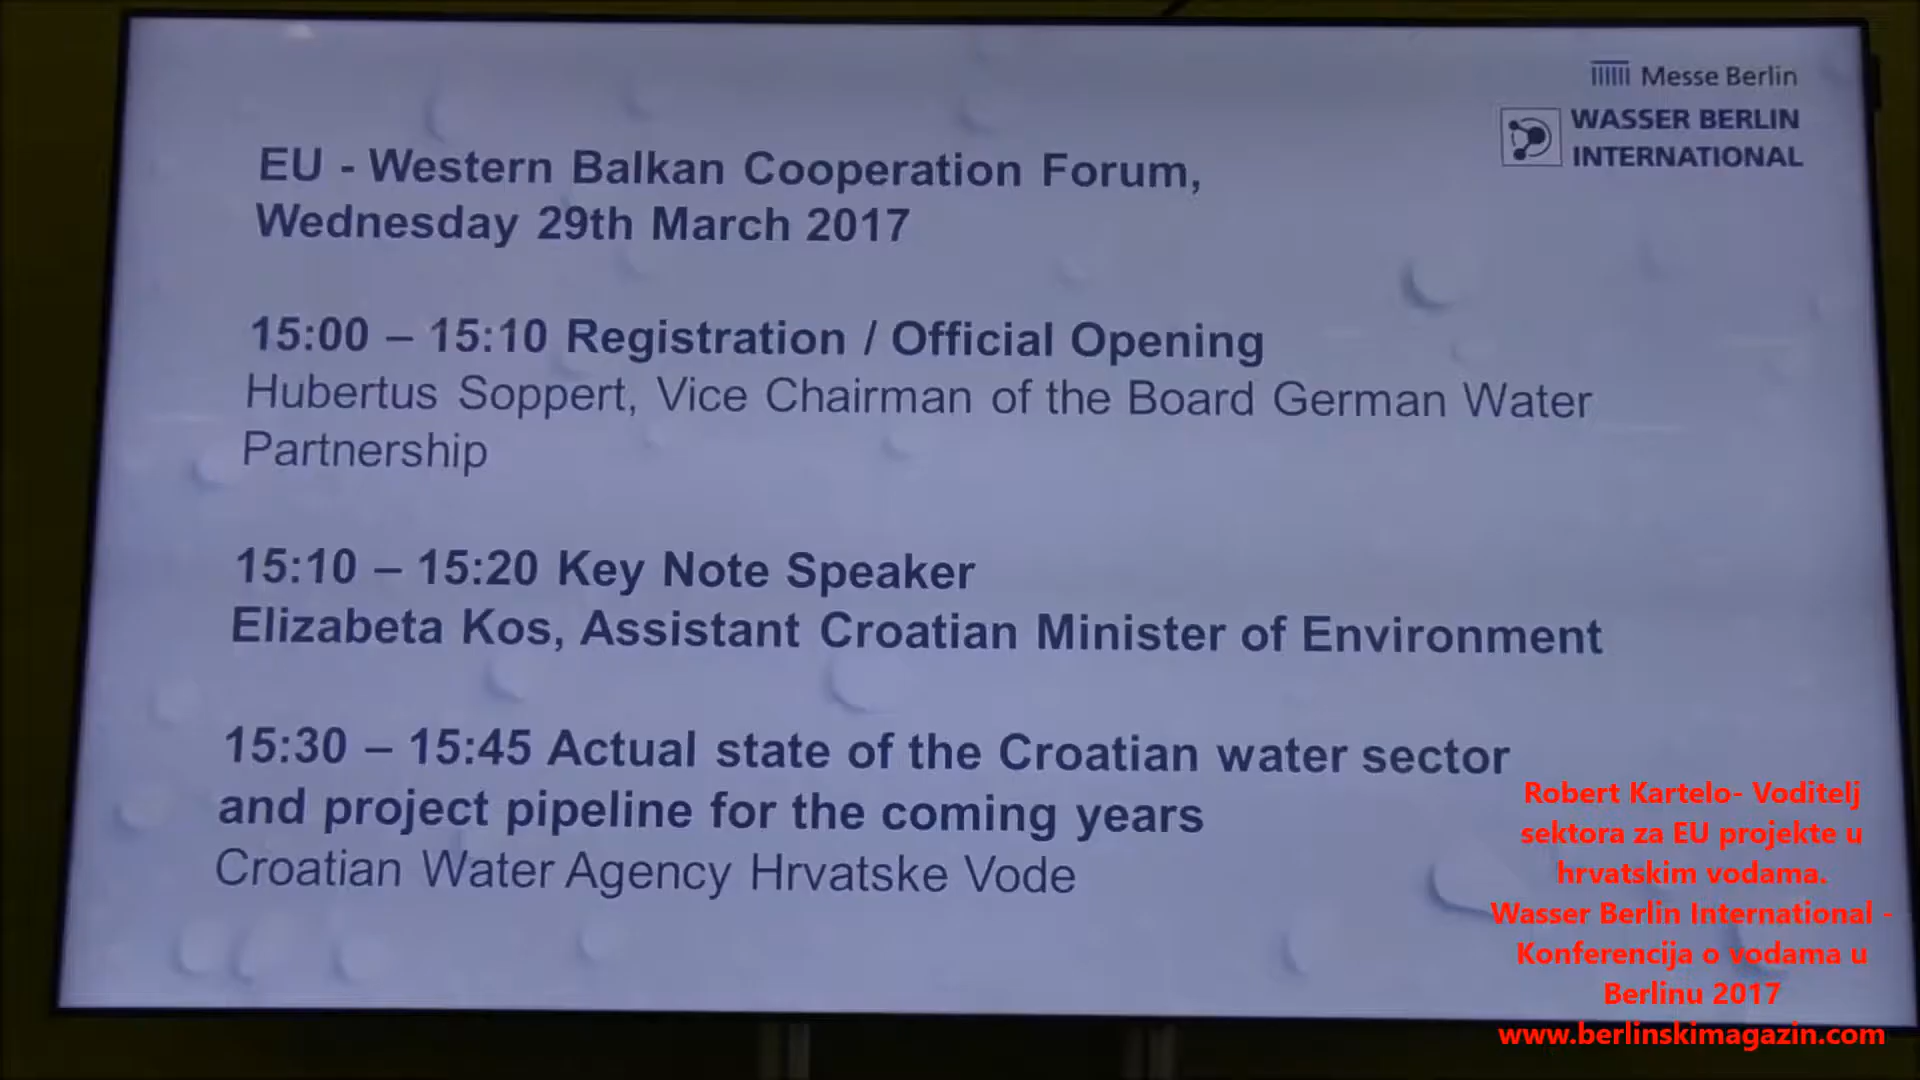 Messe Berlin
WASSER BERLIN
INTERNATIONAL
EU - Western Balkan Cooperation Forum,
Wednesday 29th March 2017
15:00 – 15:10 Registration / Official Opening
Hubertus Soppert, Vice Chairman of the Board German Water
Partnership
15:10 – 15:20 Key Note Speaker
Elizabeta Kos, Assistant Croatian Minister of Environment
15:30 – 15:45 Actual state of the Croatian water sector
and project pipeline for the coming years
Croatian Water Agency Hrvatske Vode
Robert Kartelo- Voditelj
sektora za EU projekte u
hrvatskim vodama.
Wasser Berlin International -
Konferencija o vodama u
Berlinu 2017
www.berlinskimagazin.com